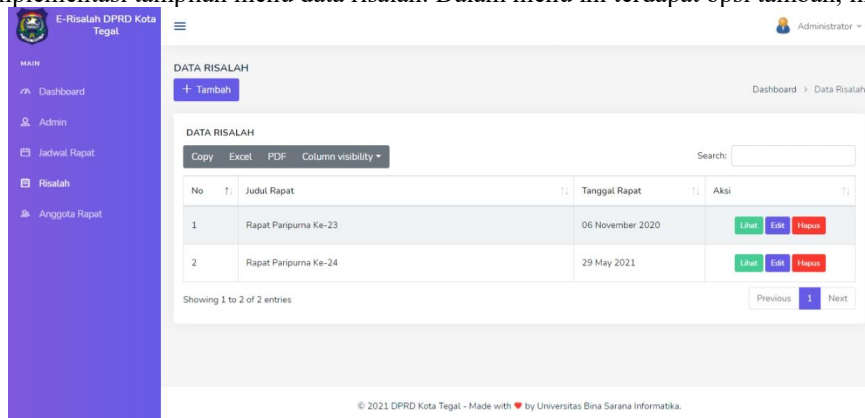 E-Risalah DPRD Kota
Tegal
Administrator
MAIN
Dashboard
Admin
Jadwal Rapat
Risalah
Anggota Rapat
DATA RISALAH
+ Tambah
Dashboard > Data Risalah
DATA RISALAH
Copy Excel PDF Column visibility
Search:
No Judul Rapat Tanggal Rapat Aksi
1 Rapat Paripurna Ke-23 06 November 2020 Lihat Edit Hapus
2 Rapat Paripurna Ke-24 29 May 2021 Lihat Edit Hapus
Showing 1 to 2 of 2 entries
Previous 1 Next
© 2021 DPRD Kota Tegal - Made with ❤ by Universitas Bina Sarana Informatika.